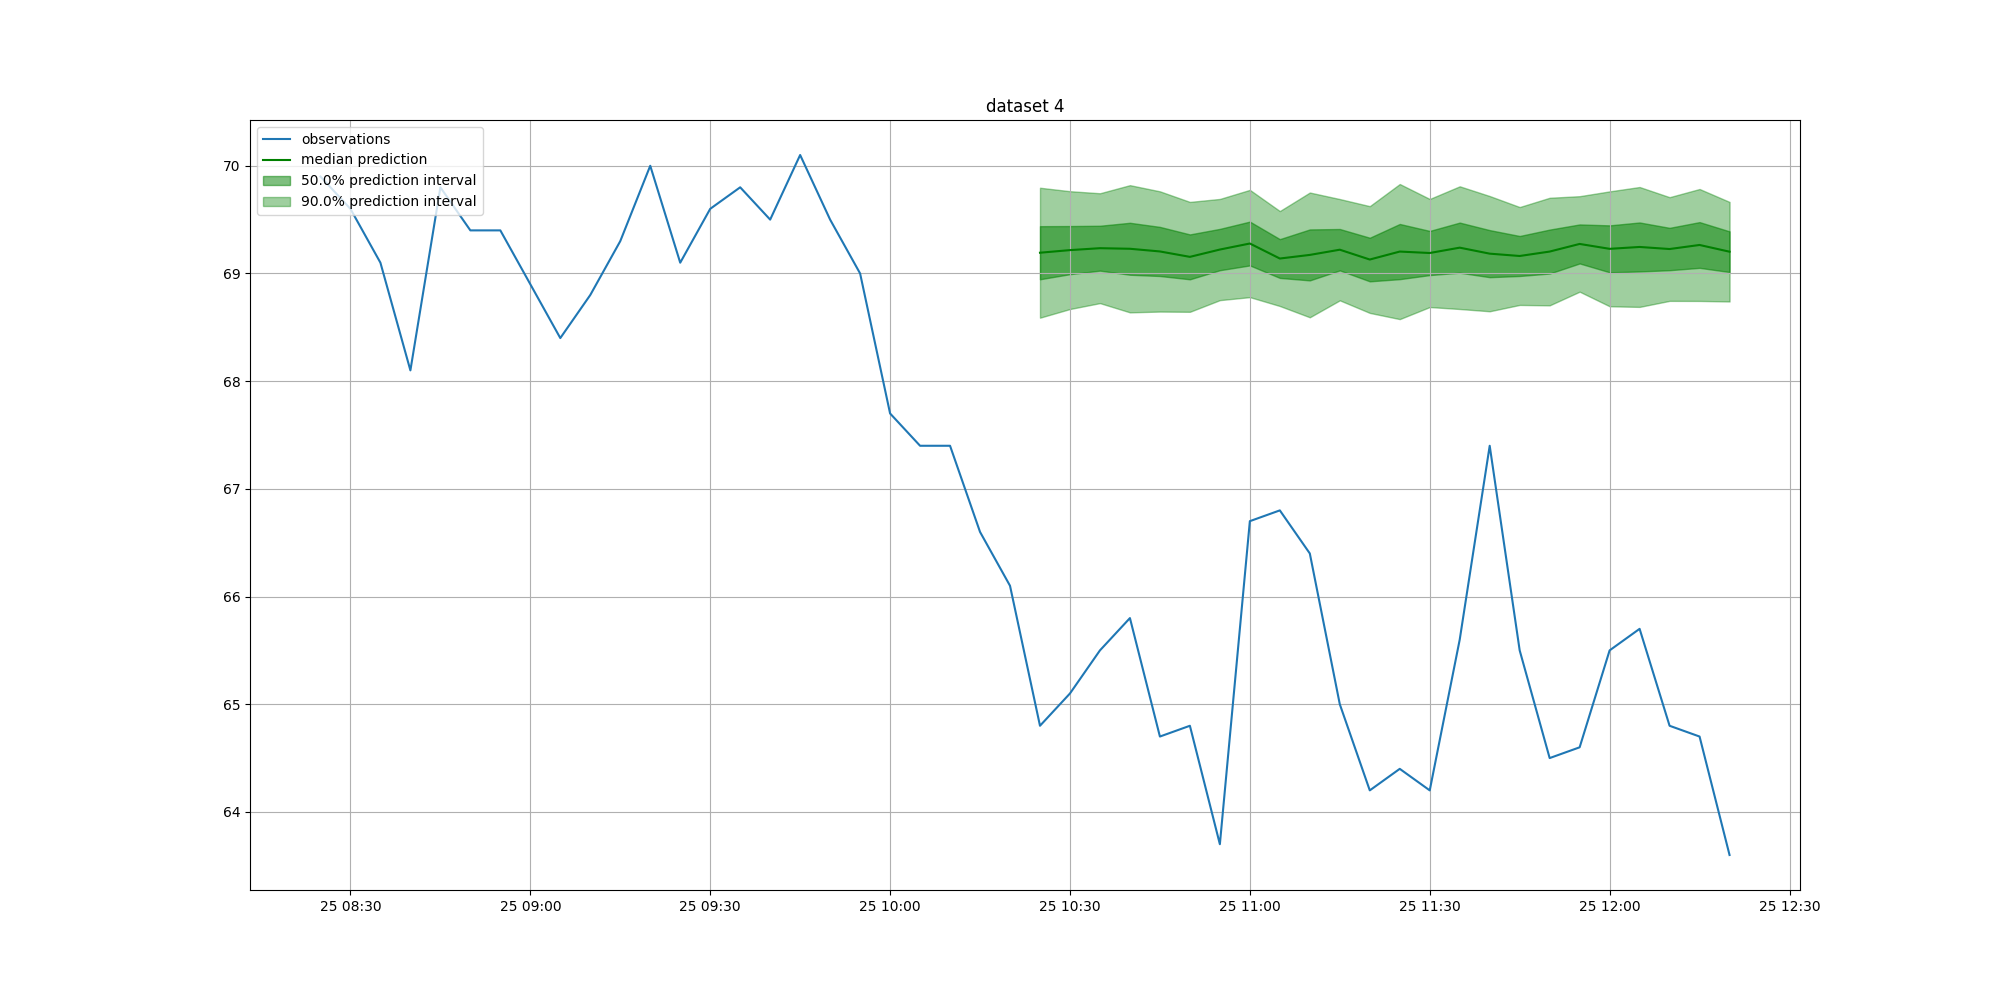 dataset 4
observations
median prediction
50.0% prediction interval
90.0% prediction interval
70
69
68
67
66
65
64
25 08:30 25 09:00 25 09:30 25 10:00 25 10:30 25 11:00 25 11:30 25 12:00 25 12:30